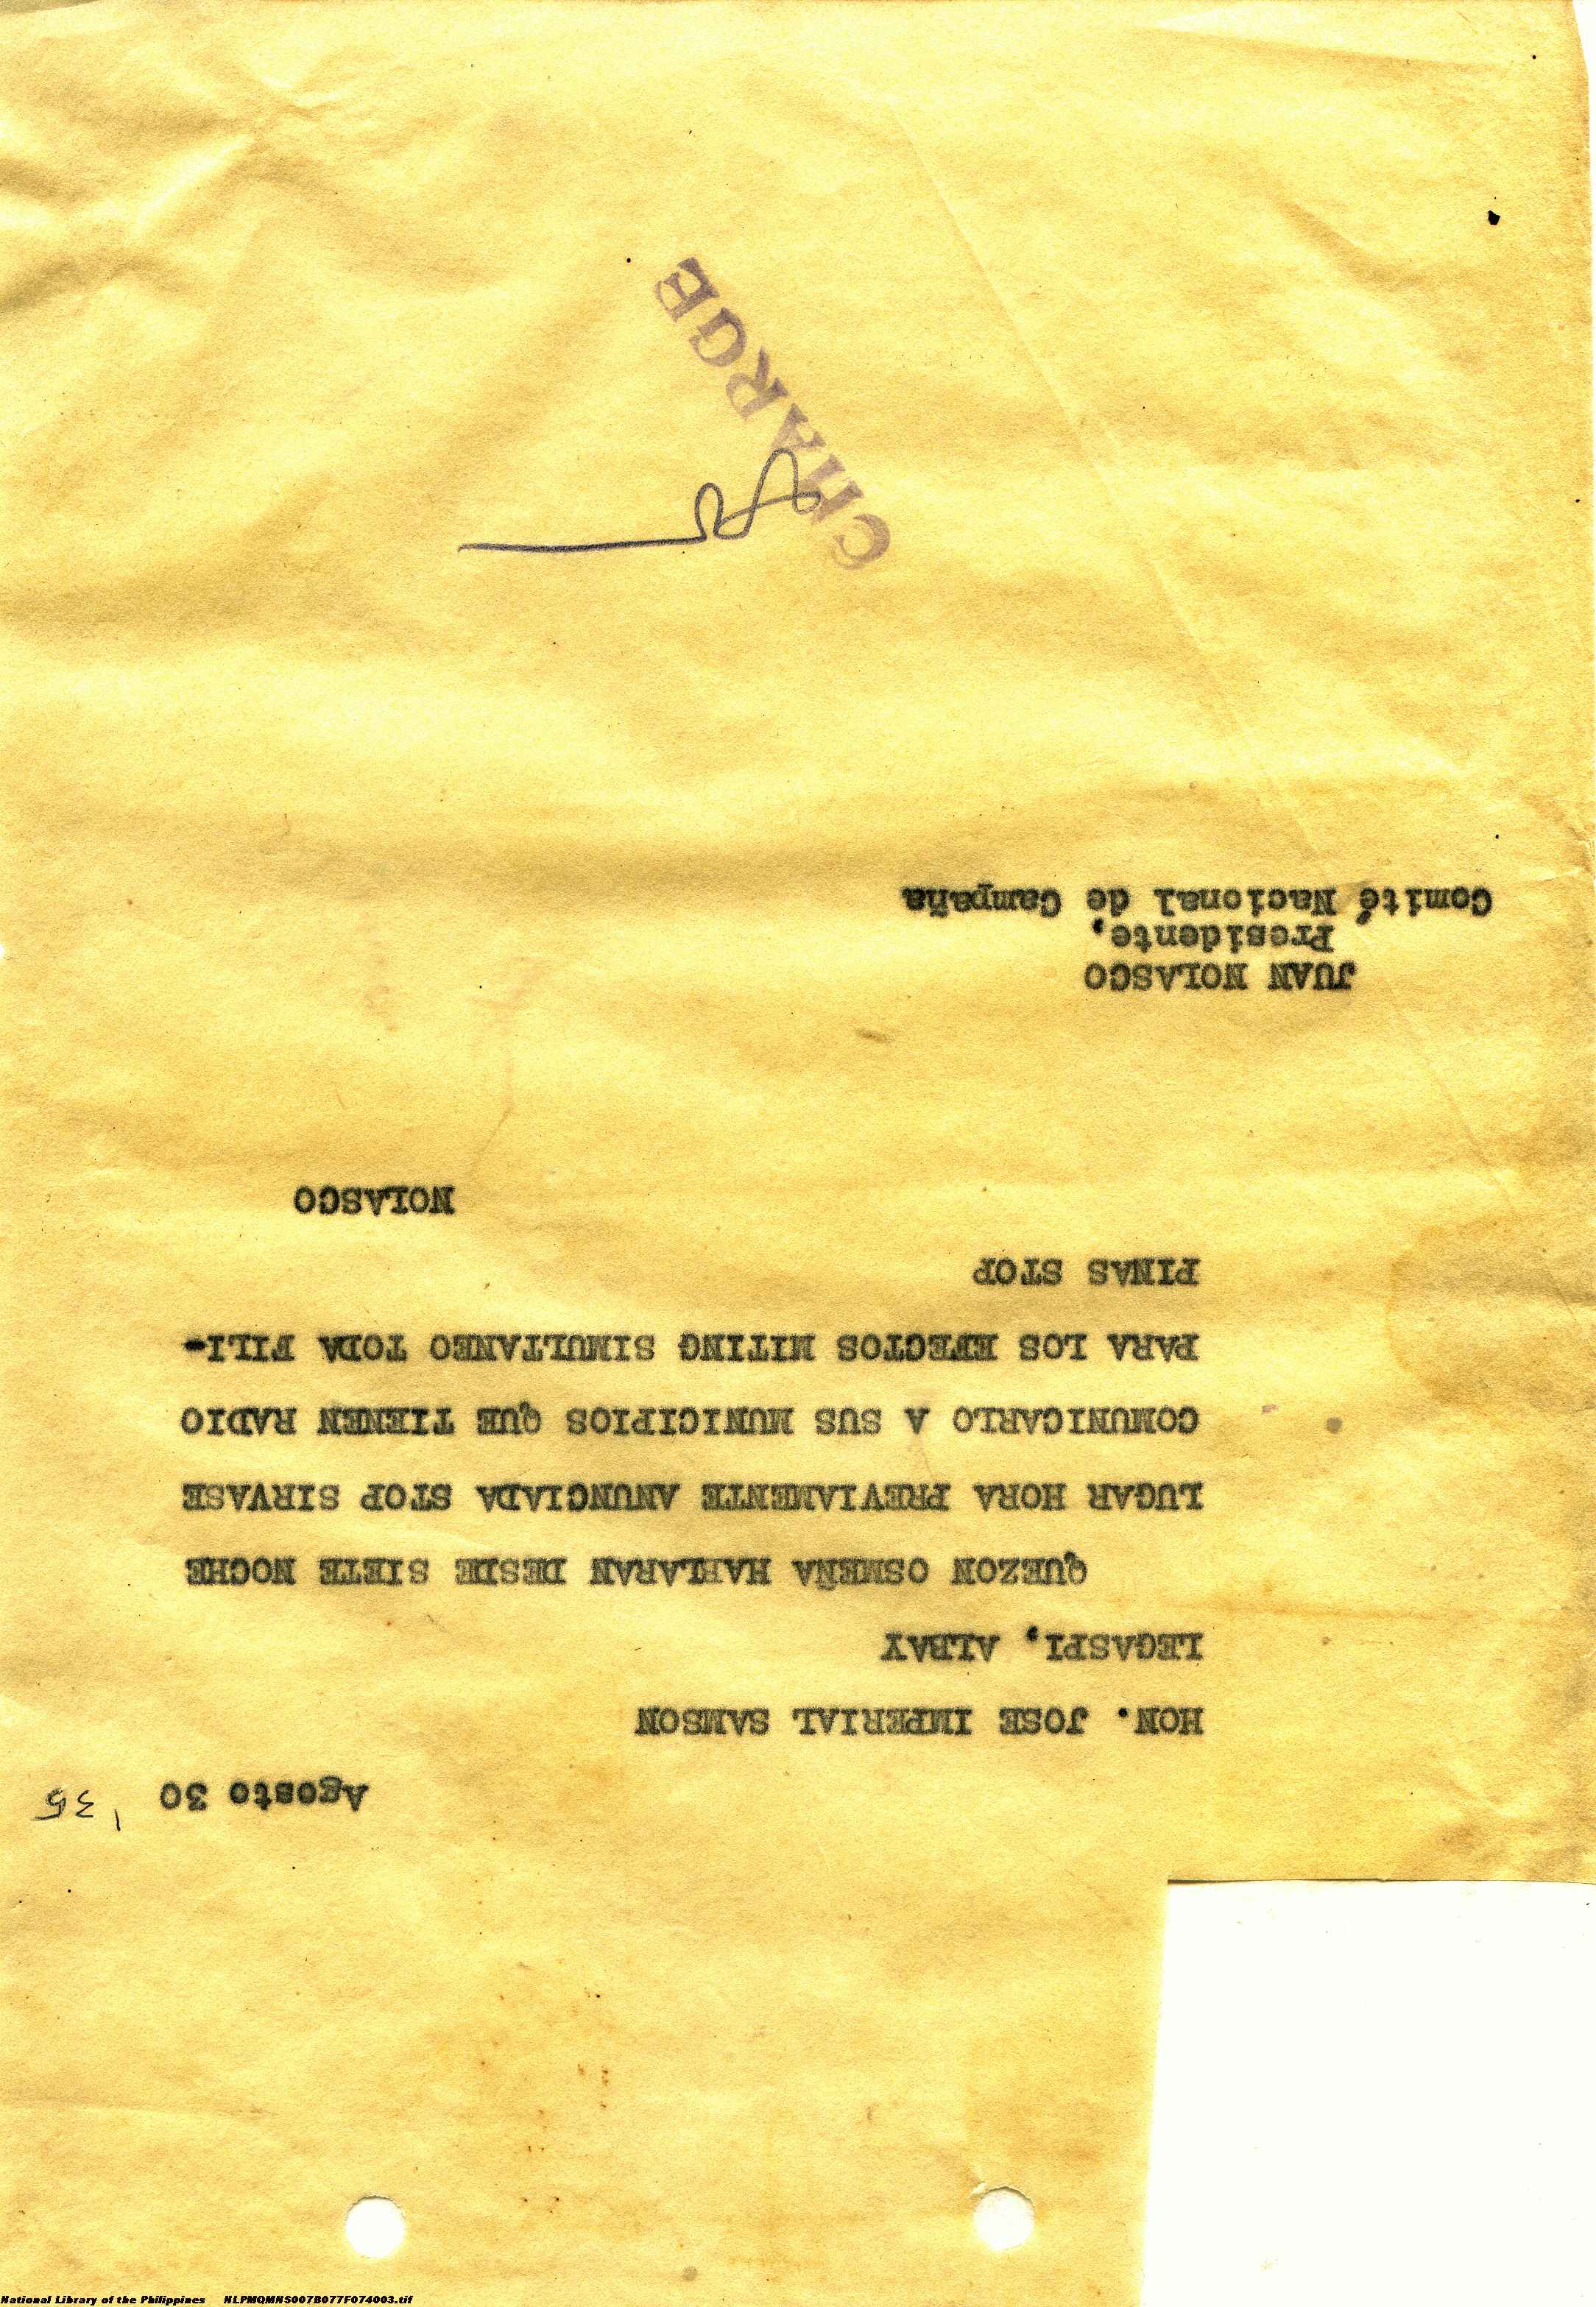 Agosto 30 '35
HON. JOSE IMPERIAL SAMSON
LEGASPI, ALBAY
QUEZON OSMEÑA HABLARAN DESDE SIETE NOCHE
LUGAR HORA PREVIAMENTE ANUNCIADA STOP SIRVASE
COMUNICARLO A SUS MUNICIPIOS QUE TIENEN RADIO
PARA LOS EFECTOS MITING SIMULTANEO TODA FILI-
PINAS STOP
NOLASCO
JUAN NOLASCO
Presidente,
Comité Nacional de Campaña
CHARGE
National Library of the Philippines NLPMQMNS007B077F074003.tif